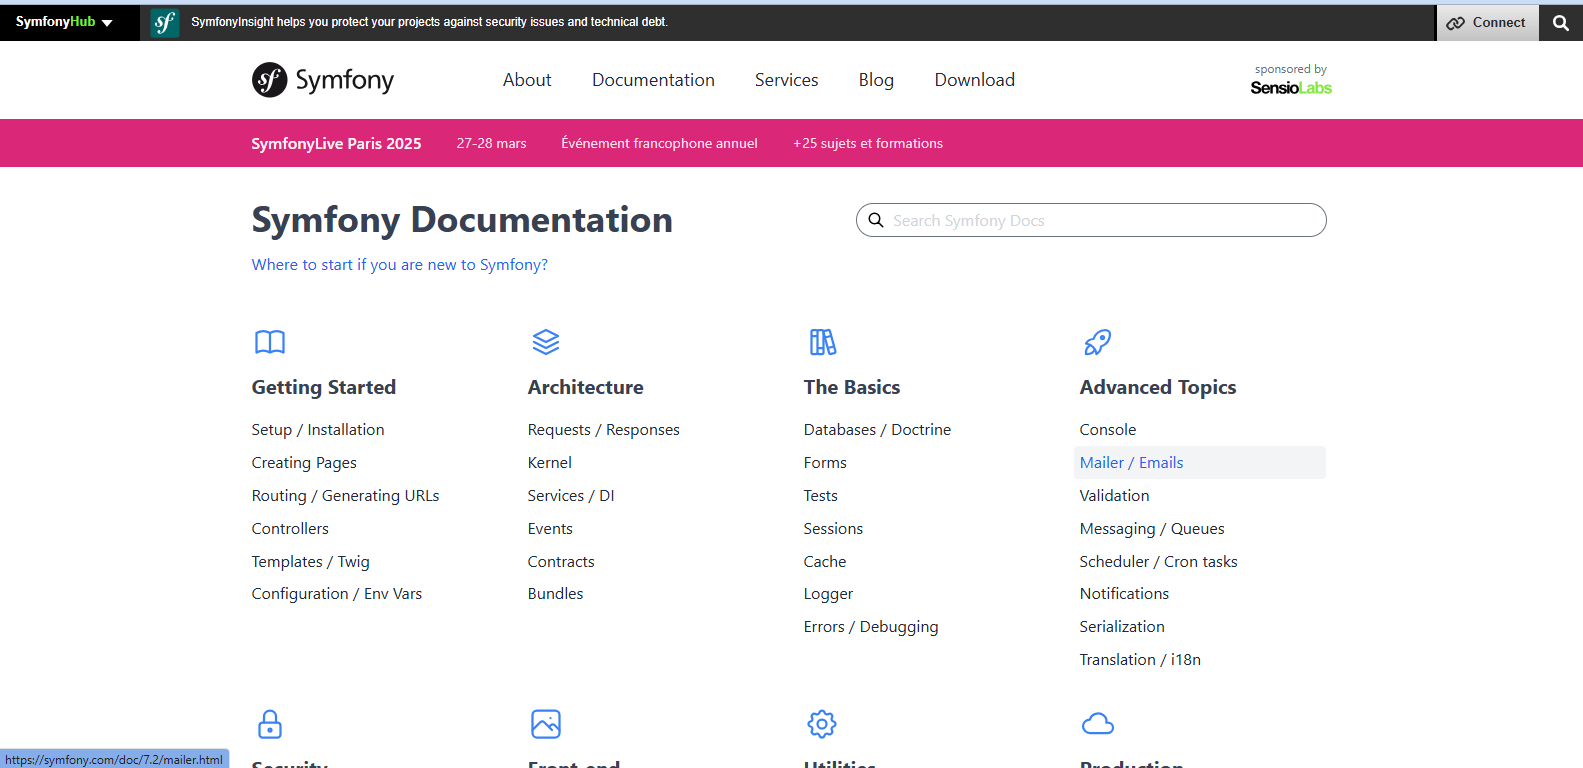 SymfonyHub
SymfonyInsight helps you protect your projects against security issues and technical debt.
Connect
Symfony
About
Documentation
Services
Blog
Download
sponsored by
SensioLabs
SymfonyLive Paris 2025
27-28 mars
Événement francophone annuel
+25 sujets et formations
Symfony Documentation
Search Symfony Docs
Where to start if you are new to Symfony?
Getting Started
Setup / Installation
Creating Pages
Routing / Generating URLs
Controllers
Templates / Twig
Configuration / Env Vars
Architecture
Requests / Responses
Kernel
Services / DI
Events
Contracts
Bundles
The Basics
Databases / Doctrine
Forms
Tests
Sessions
Cache
Logger
Errors / Debugging
Advanced Topics
Console
Mailer / Emails
Validation
Messaging / Queues
Scheduler / Cron tasks
Notifications
Serialization
Translation / i18n
Security
Front-end
Utilities
Production
https://symfony.com/doc/7.2/mailer.html